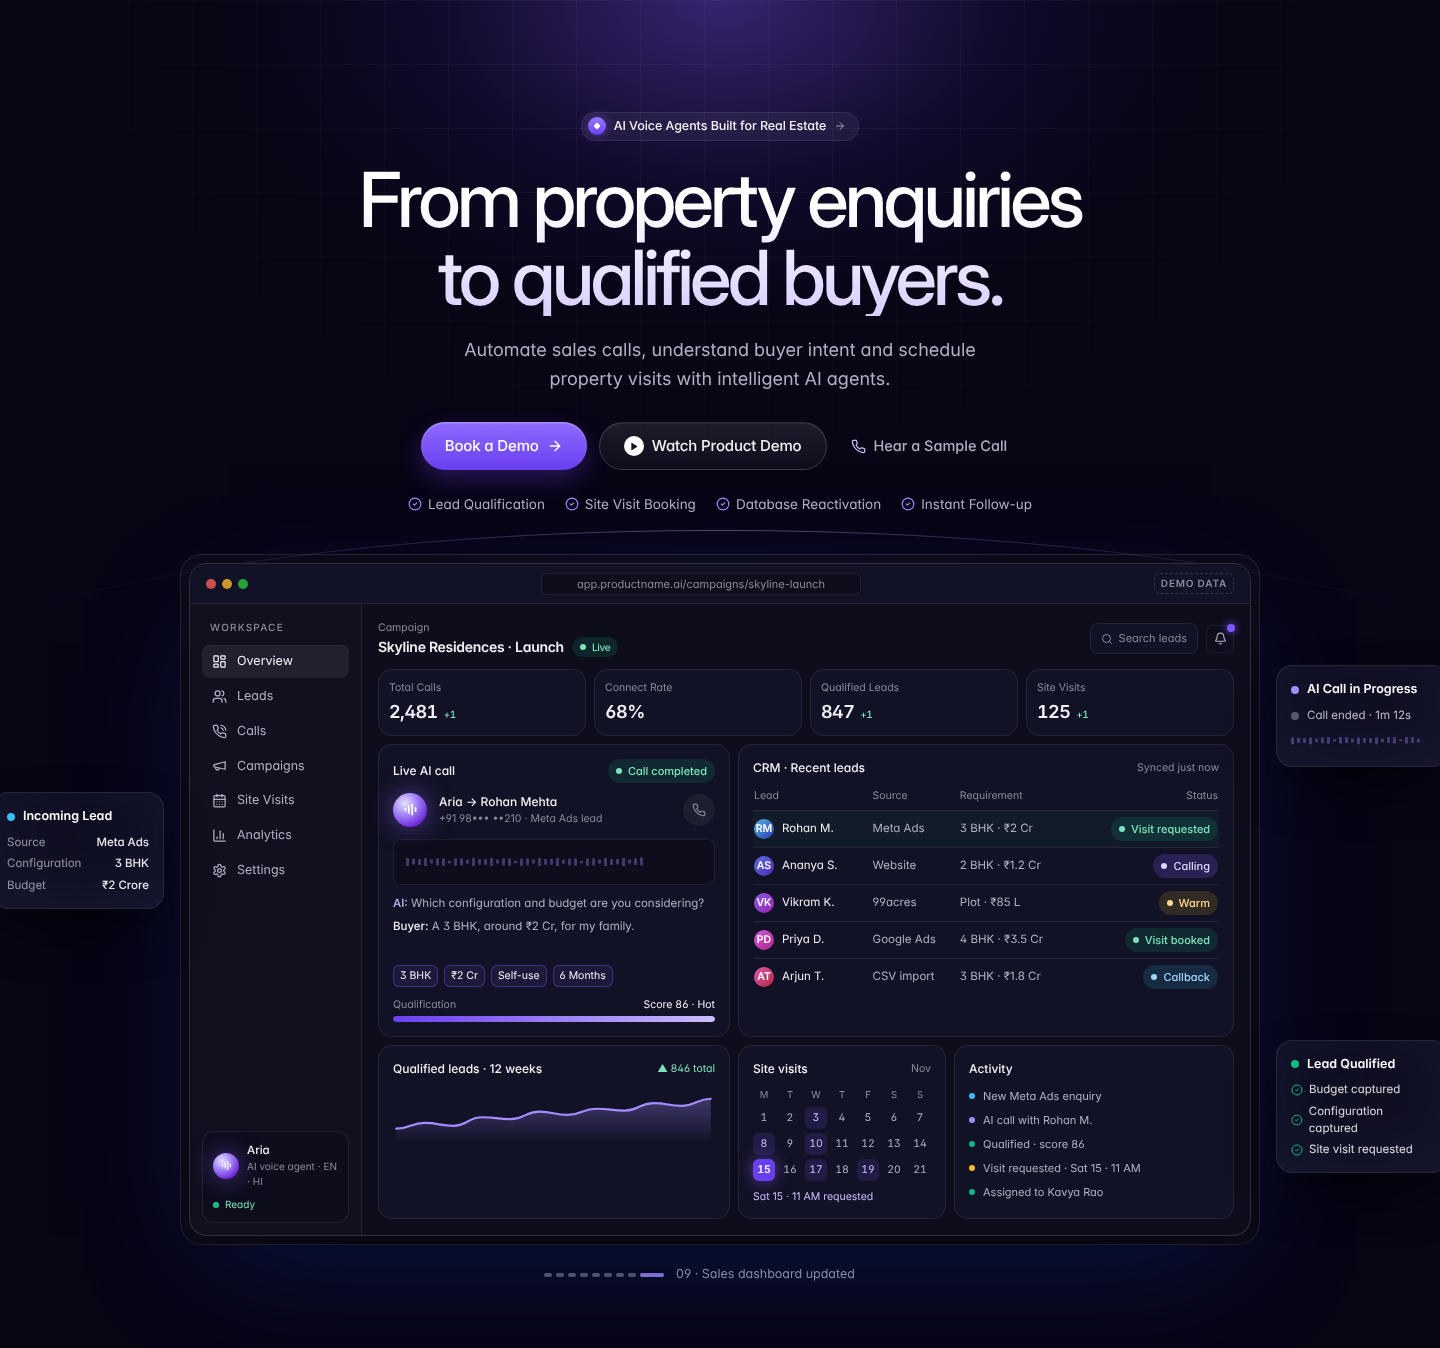 AI Voice Agents Built for Real Estate →
From property enquiries
to qualified buyers.
Automate sales calls, understand buyer intent and schedule
property visits with intelligent AI agents.
Book a Demo →
Watch Product Demo
Hear a Sample Call
Lead Qualification
Site Visit Booking
Database Reactivation
Instant Follow-up
app.productname.ai/campaigns/skyline-launch
DEMO DATA
WORKSPACE
Overview
Leads
Calls
Campaigns
Site Visits
Analytics
Settings
Aria
AI voice agent · EN
· HI
Ready
Campaign
Skyline Residences · Launch
Live
Search leads
Total Calls
2,481 +1
Connect Rate
68%
Qualified Leads
847 +1
Site Visits
125 +1
Live AI call
Call completed
Aria → Rohan Mehta
+91 98••• ••210 · Meta Ads lead
AI: Which configuration and budget are you considering?
Buyer: A 3 BHK, around ₹2 Cr, for my family.
3 BHK
₹2 Cr
Self-use
6 Months
Qualification
Score 86 · Hot
CRM · Recent leads
Synced just now
Lead Source Requirement Status
RM Rohan M. Meta Ads 3 BHK · ₹2 Cr Visit requested
AS Ananya S. Website 2 BHK · ₹1.2 Cr Calling
VK Vikram K. 99acres Plot · ₹85 L Warm
PD Priya D. Google Ads 4 BHK · ₹3.5 Cr Visit booked
AT Arjun T. CSV import 3 BHK · ₹1.8 Cr Callback
Qualified leads · 12 weeks
▲ 846 total
Site visits
Nov
M T W T F S S
1 2 3 4 5 6 7
8 9 10 11 12 13 14
15 16 17 18 19 20 21
Sat 15 · 11 AM requested
Activity
New Meta Ads enquiry
AI call with Rohan M.
Qualified · score 86
Visit requested · Sat 15 · 11 AM
Assigned to Kavya Rao
Incoming Lead
Source Meta Ads
Configuration 3 BHK
Budget ₹2 Crore
AI Call in Progress
Call ended · 1m 12s
Lead Qualified
Budget captured
Configuration
captured
Site visit requested
09 · Sales dashboard updated